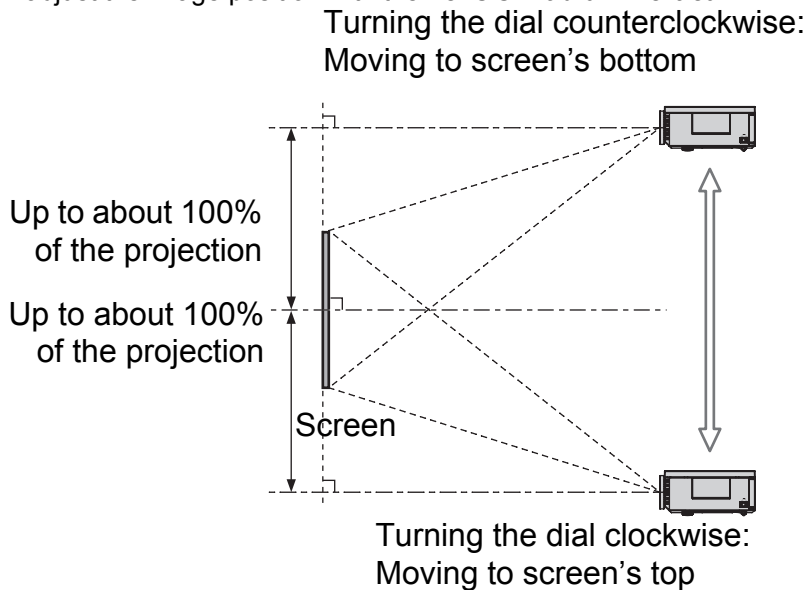 Turning the dial counterclockwise:
Moving to screen's bottom
Up to about 100%
of the projection
Up to about 100%
of the projection
Screen
Turning the dial clockwise:
Moving to screen's top